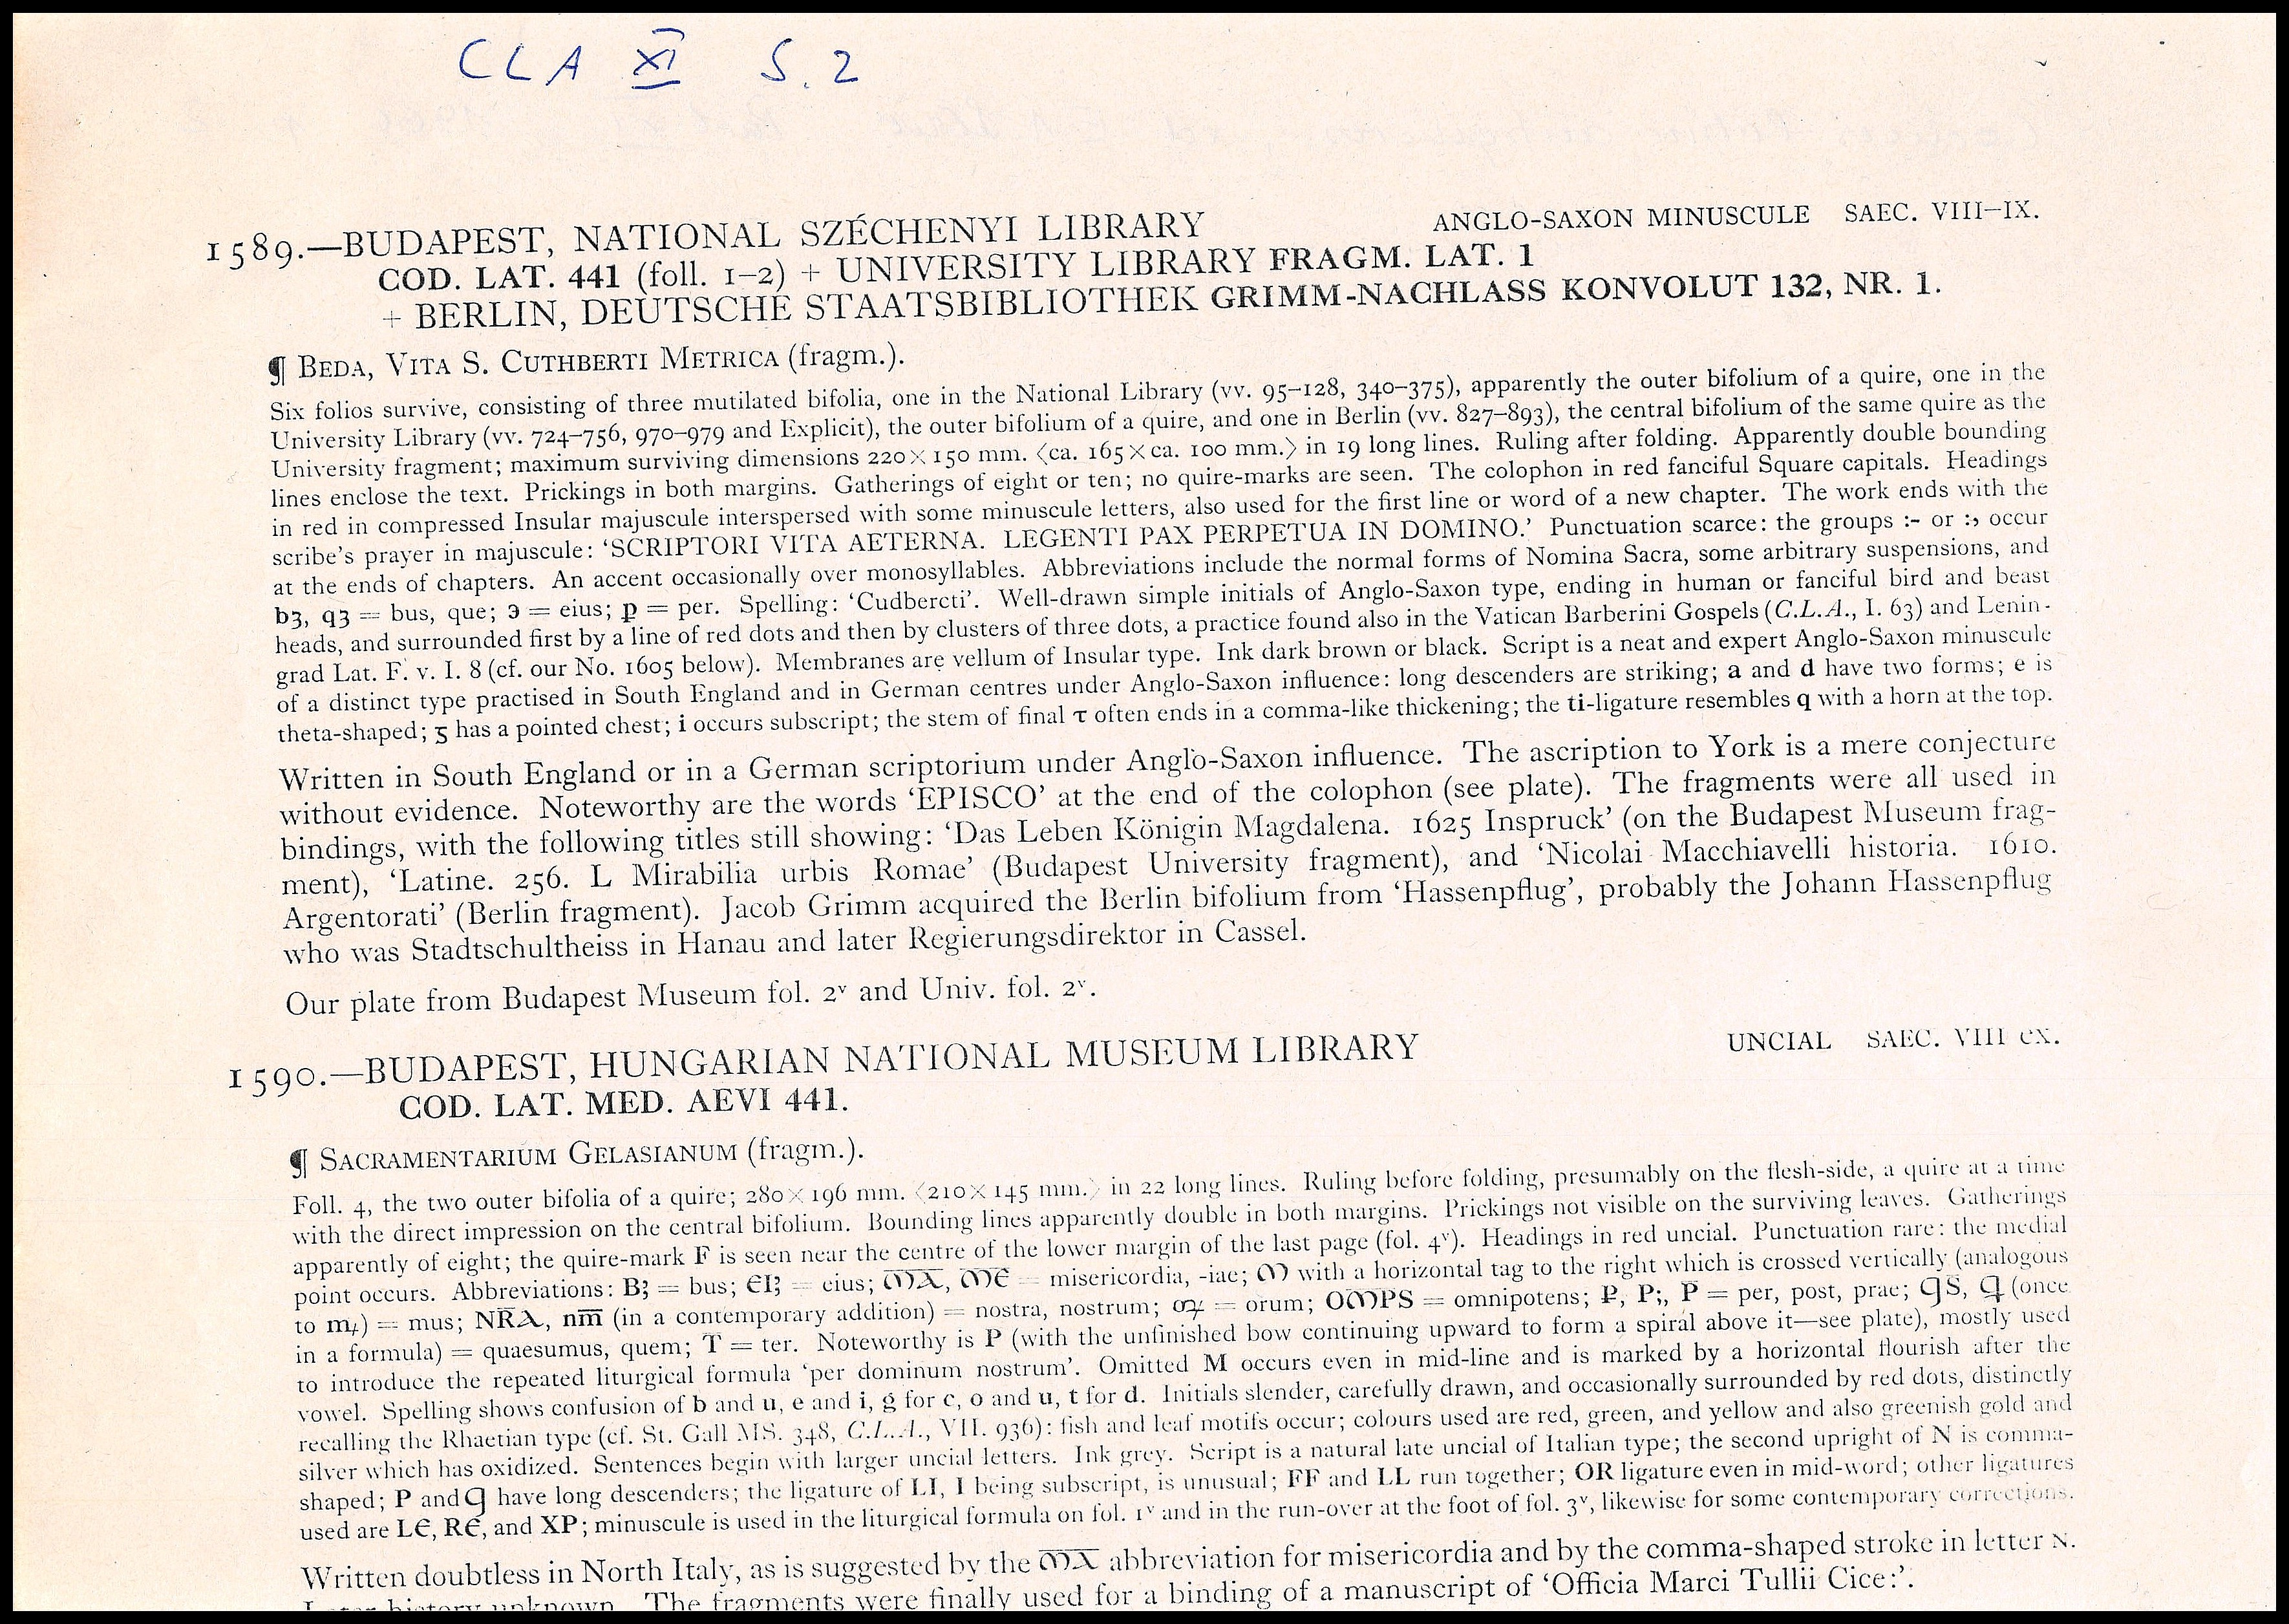 CLA XI S. 2
1589.—BUDAPEST, NATIONAL SZÉCHENYI LIBRARY ANGLO-SAXON MINUSCULE SAEC. VIII–IX.
COD. LAT. 441 (foll. 1–2) + UNIVERSITY LIBRARY FRAGM. LAT. 1
+ BERLIN, DEUTSCHE STAATSBIBLIOTHEK GRIMM-NACHLASS KONVOLUT 132, NR. 1.
¶ BEDA, VITA S. CUTHBERTI METRICA (fragm.).
Six folios survive, consisting of three mutilated bifolia, one in the National Library (vv. 95–128, 340–375), apparently the outer bifolium of a quire, one in the
University Library (vv. 724–756, 970–979 and Explicit), the outer bifolium of a quire, and one in Berlin (vv. 827–893), the central bifolium of the same quire as the
University fragment; maximum surviving dimensions 220 × 150 mm. ⟨ca. 165 × ca. 100 mm.⟩ in 19 long lines. Ruling after folding. Apparently double bounding
lines enclose the text. Prickings in both margins. Gatherings of eight or ten; no quire-marks are seen. The colophon in red fanciful Square capitals. Headings
in red in compressed Insular majuscule interspersed with some minuscule letters, also used for the first line or word of a new chapter. The work ends with the
scribe's prayer in majuscule: ‘SCRIPTORI VITA AETERNA. LEGENTI PAX PERPETUA IN DOMINO.’ Punctuation scarce: the groups :- or :, occur
at the ends of chapters. An accent occasionally over monosyllables. Abbreviations include the normal forms of Nomina Sacra, some arbitrary suspensions, and
bꝫ, qꝫ = bus, que; ɘ = eius; ꝑ = per. Spelling: ‘Cudbercti’. Well-drawn simple initials of Anglo-Saxon type, ending in human or fanciful bird and beast
heads, and surrounded first by a line of red dots and then by clusters of three dots, a practice found also in the Vatican Barberini Gospels (C.L.A., I. 63) and Lenin-
grad Lat. F. v. I. 8 (cf. our No. 1605 below). Membranes are vellum of Insular type. Ink dark brown or black. Script is a neat and expert Anglo-Saxon minuscule
of a distinct type practised in South England and in German centres under Anglo-Saxon influence: long descenders are striking; a and d have two forms; e is
theta-shaped; ᵹ has a pointed chest; i occurs subscript; the stem of final τ often ends in a comma-like thickening; the ti-ligature resembles q with a horn at the top.
Written in South England or in a German scriptorium under Anglo-Saxon influence. The ascription to York is a mere conjecture
without evidence. Noteworthy are the words ‘EPISCO’ at the end of the colophon (see plate). The fragments were all used in
bindings, with the following titles still showing: ‘Das Leben Königin Magdalena. 1625 Inspruck’ (on the Budapest Museum frag-
ment), ‘Latine. 256. L Mirabilia urbis Romae’ (Budapest University fragment), and ‘Nicolai Macchiavelli historia. 1610.
Argentorati’ (Berlin fragment). Jacob Grimm acquired the Berlin bifolium from ‘Hassenpflug’, probably the Johann Hassenpflug
who was Stadtschultheiss in Hanau and later Regierungsdirektor in Cassel.
Our plate from Budapest Museum fol. 2ᵛ and Univ. fol. 2ᵛ.
1590.—BUDAPEST, HUNGARIAN NATIONAL MUSEUM LIBRARY UNCIAL SAEC. VIII ex.
COD. LAT. MED. AEVI 441.
¶ SACRAMENTARIUM GELASIANUM (fragm.).
Foll. 4, the two outer bifolia of a quire; 280 × 196 mm. ⟨210 × 145 mm.⟩ in 22 long lines. Ruling before folding, presumably on the flesh-side, a quire at a time
with the direct impression on the central bifolium. Bounding lines apparently double in both margins. Prickings not visible on the surviving leaves. Gatherings
apparently of eight; the quire-mark F is seen near the centre of the lower margin of the last page (fol. 4ᵛ). Headings in red uncial. Punctuation rare: the medial
point occurs. Abbreviations: B; = bus; ЄI; = eius; M̅A̅, M̅Є̅ = misericordia, -iae; M with a horizontal tag to the right which is crossed vertically (analogous
to m) = mus; NR̅A, nm̅ (in a contemporary addition) = nostra, nostrum; = orum; OMPS = omnipotens; Ꝑ, P;, P̅ = per, post, prae; QS, Q (once
in a formula) = quaesumus, quem; T = ter. Noteworthy is P (with the unfinished bow continuing upward to form a spiral above it—see plate), mostly used
to introduce the repeated liturgical formula ‘per dominum nostrum’. Omitted M occurs even in mid-line and is marked by a horizontal flourish after the
vowel. Spelling shows confusion of b and u, e and i, g for c, o and u, t for d. Initials slender, carefully drawn, and occasionally surrounded by red dots, distinctly
recalling the Rhaetian type (cf. St. Gall MS. 348, C.L.A., VII. 936): fish and leaf motifs occur; colours used are red, green, and yellow and also greenish gold and
silver which has oxidized. Sentences begin with larger uncial letters. Ink grey. Script is a natural late uncial of Italian type; the second upright of N is comma-
shaped; P and Q have long descenders; the ligature of LI, I being subscript, is unusual; FF and LL run together; OR ligature even in mid-word; other ligatures
used are LЄ, RЄ, and XP; minuscule is used in the liturgical formula on fol. 1ᵛ and in the run-over at the foot of fol. 3ᵛ, likewise for some contemporary corrections.
Written doubtless in North Italy, as is suggested by the M̅A̅ abbreviation for misericordia and by the comma-shaped stroke in letter N.
Later history unknown. The fragments were finally used for a binding of a manuscript of ‘Officia Marci Tullii Cice:’.